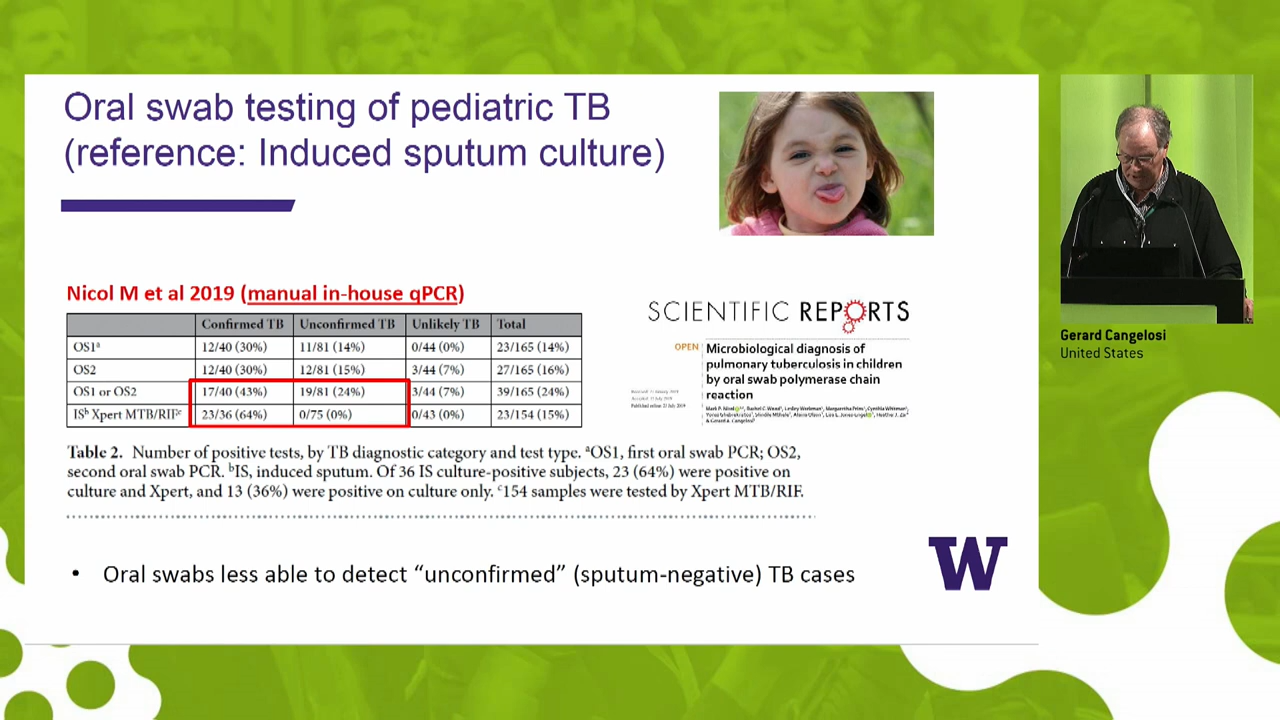 Oral swab testing of pediatric TB
(reference: Induced sputum culture)
Nicol M et al 2019 (manual in-house qPCR)
Confirmed TB Unconfirmed TB Unlikely TB Total
OS1ᵃ 12/40 (30%) 11/81 (14%) 0/44 (0%) 23/165 (14%)
OS2 12/40 (30%) 12/81 (15%) 3/44 (7%) 27/165 (16%)
OS1 or OS2 17/40 (43%) 19/81 (24%) 3/44 (7%) 39/165 (24%)
ISᵇ Xpert MTB/RIFᶜ 23/36 (64%) 0/75 (0%) 0/43 (0%) 23/154 (15%)
Table 2. Number of positive tests, by TB diagnostic category and test type. ᵃOS1, first oral swab PCR; OS2,
second oral swab PCR. ᵇIS, induced sputum. Of 36 IS culture-positive subjects, 23 (64%) were positive on
culture and Xpert, and 13 (36%) were positive on culture only. ᶜ154 samples were tested by Xpert MTB/RIF.
SCIENTIFIC REPORTS
OPEN Microbiological diagnosis of
pulmonary tuberculosis in children
by oral swab polymerase chain
reaction
• Oral swabs less able to detect “unconfirmed” (sputum-negative) TB cases
W
Gerard Cangelosi
United States